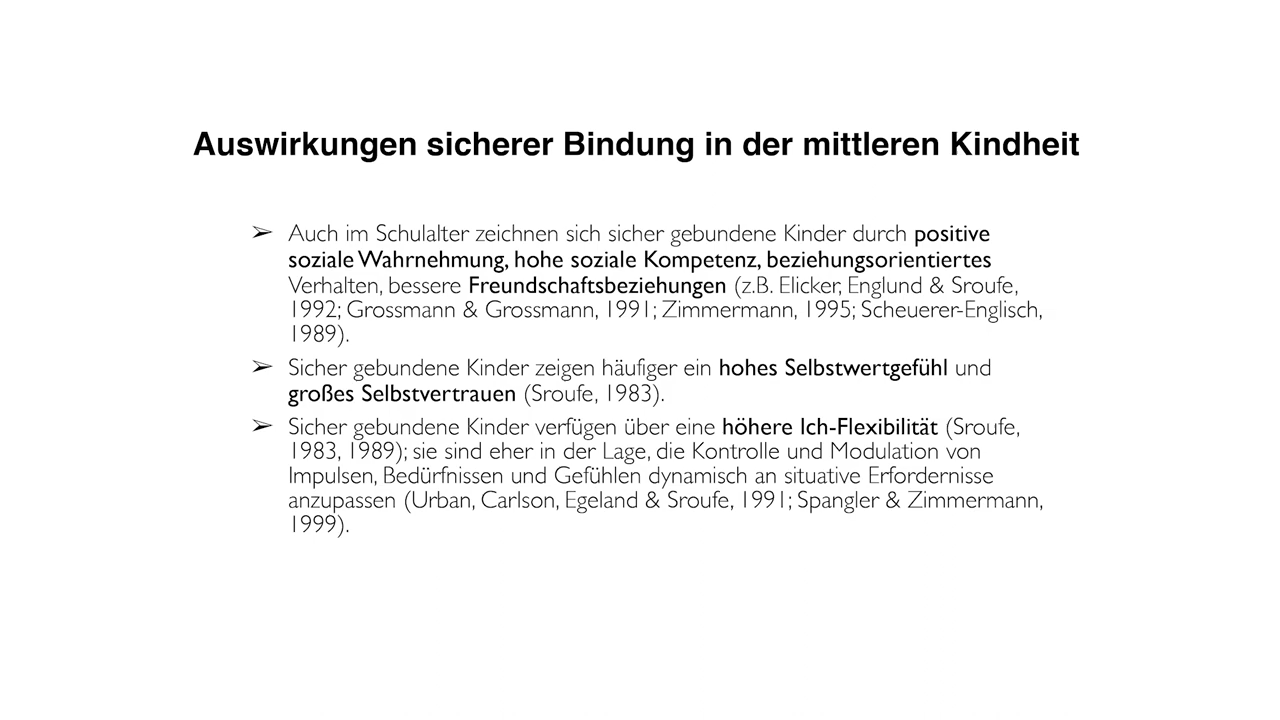 Auswirkungen sicherer Bindung in der mittleren Kindheit
➢ Auch im Schulalter zeichnen sich sicher gebundene Kinder durch positive
soziale Wahrnehmung, hohe soziale Kompetenz, beziehungsorientiertes
Verhalten, bessere Freundschaftsbeziehungen (z.B. Elicker, Englund & Sroufe,
1992; Grossmann & Grossmann, 1991; Zimmermann, 1995; Scheuerer-Englisch,
1989).
➢ Sicher gebundene Kinder zeigen häufiger ein hohes Selbstwertgefühl und
großes Selbstvertrauen (Sroufe, 1983).
➢ Sicher gebundene Kinder verfügen über eine höhere Ich-Flexibilität (Sroufe,
1983, 1989); sie sind eher in der Lage, die Kontrolle und Modulation von
Impulsen, Bedürfnissen und Gefühlen dynamisch an situative Erfordernisse
anzupassen (Urban, Carlson, Egeland & Sroufe, 1991; Spangler & Zimmermann,
1999).